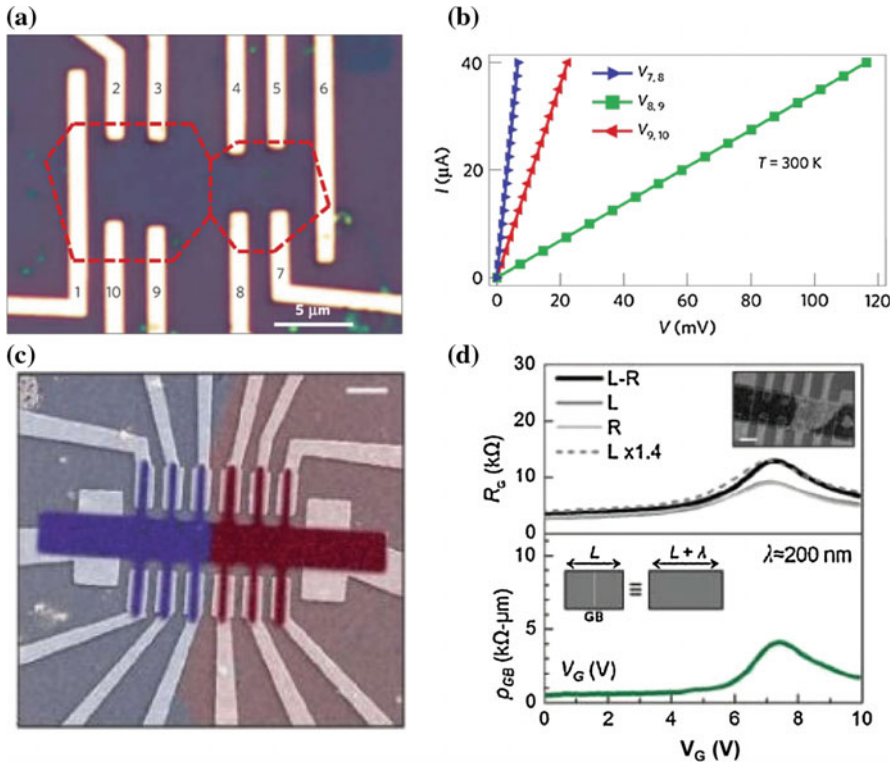 (a)
2
3
4
5
6
1
10
9
8
7
5 μm
(b)
40
20
0
I (μA)
V7,8
V8,9
V9,10
T = 300 K
0
20
40
60
80
100
120
V (mV)
(c)
(d)
30
20
10
0
RG (kΩ)
L-R
L
R
L x1.4
10
5
0
ρGB (kΩ-μm)
L
L + λ
λ≈200 nm
GB
VG (V)
0
2
4
6
8
10
VG (V)